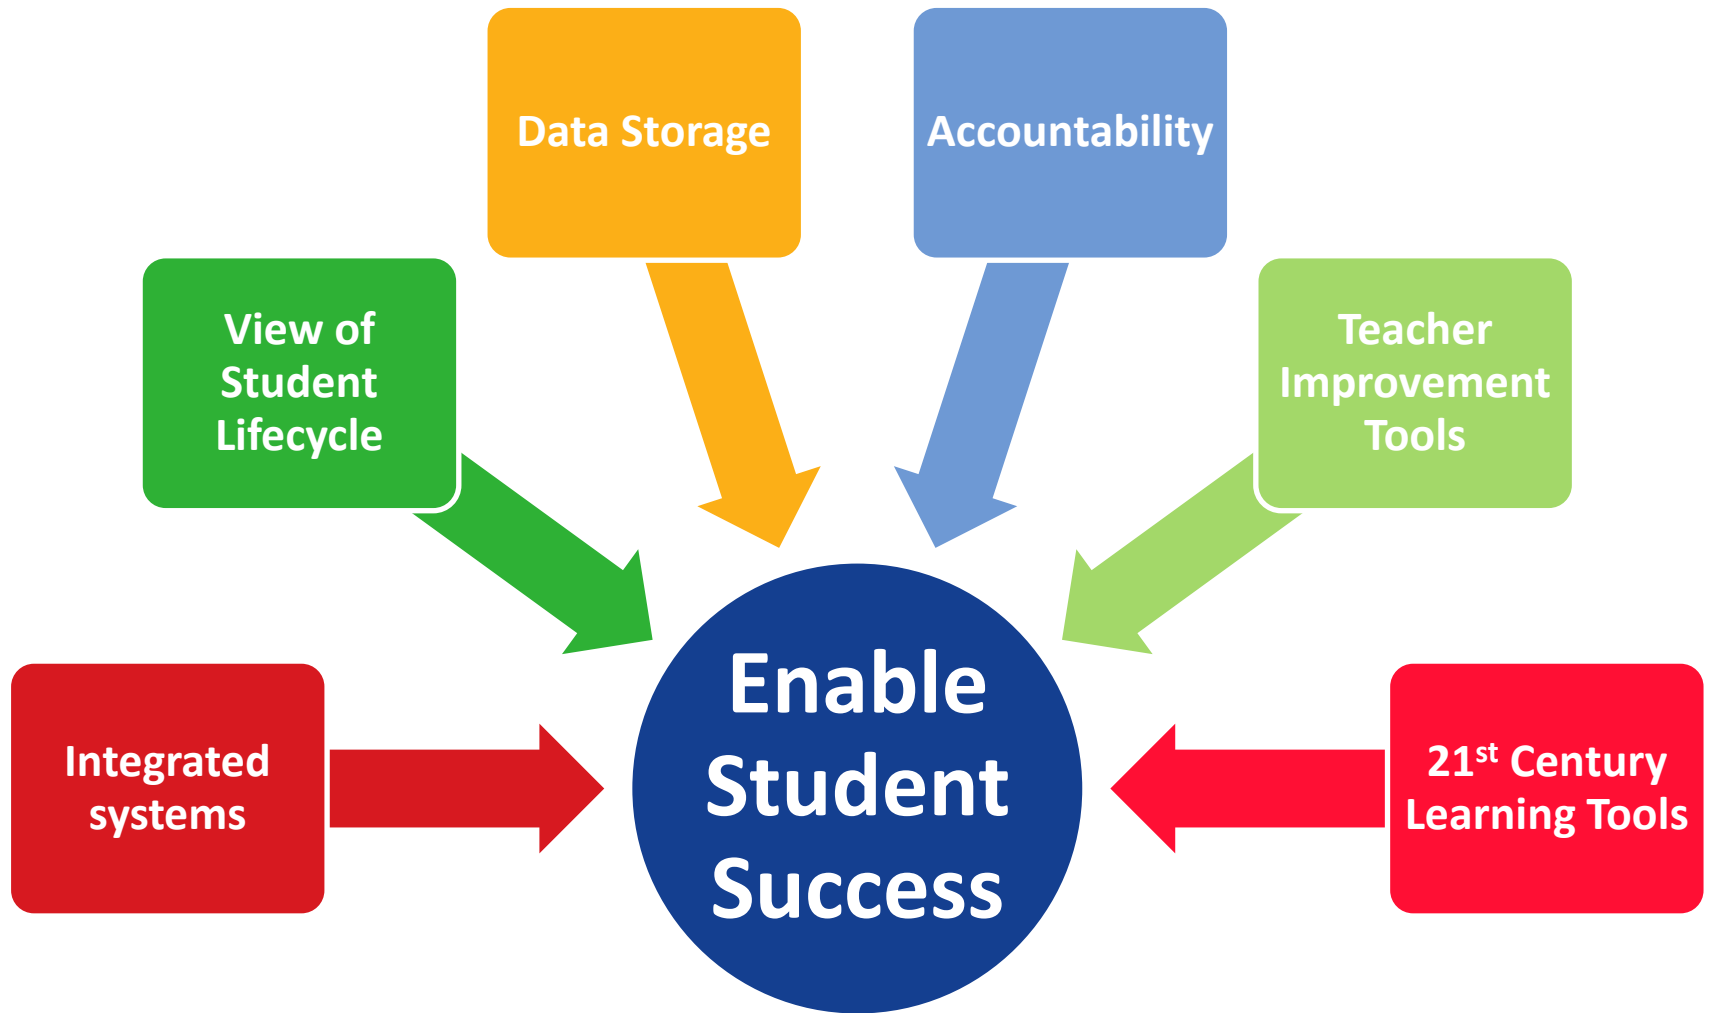 Data Storage
Accountability
View of
Student
Lifecycle
Teacher
Improvement
Tools
Enable
Student
Success
Integrated
systems
21st Century
Learning Tools